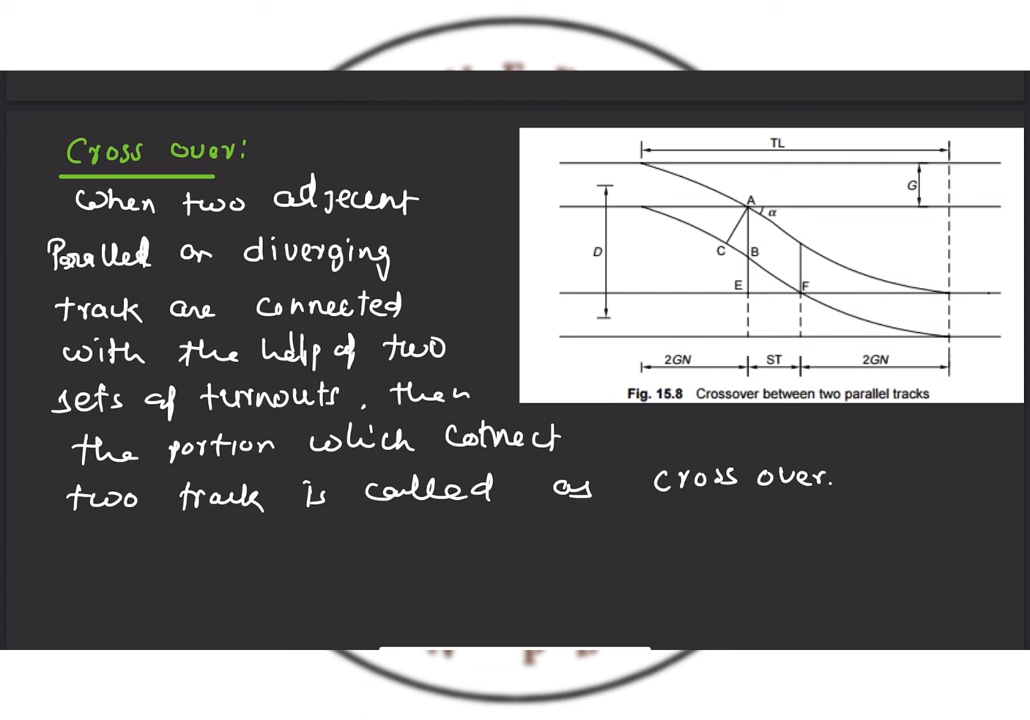 Cross over:
When two adjecent
Paralled or diverging
track are connected
with the help of two
sets of turnouts. then
the portion which connect
two track is called as cross over.
TL
G
A
α
D
C
B
E
F
2GN
ST
2GN
Fig. 15.8 Crossover between two parallel tracks